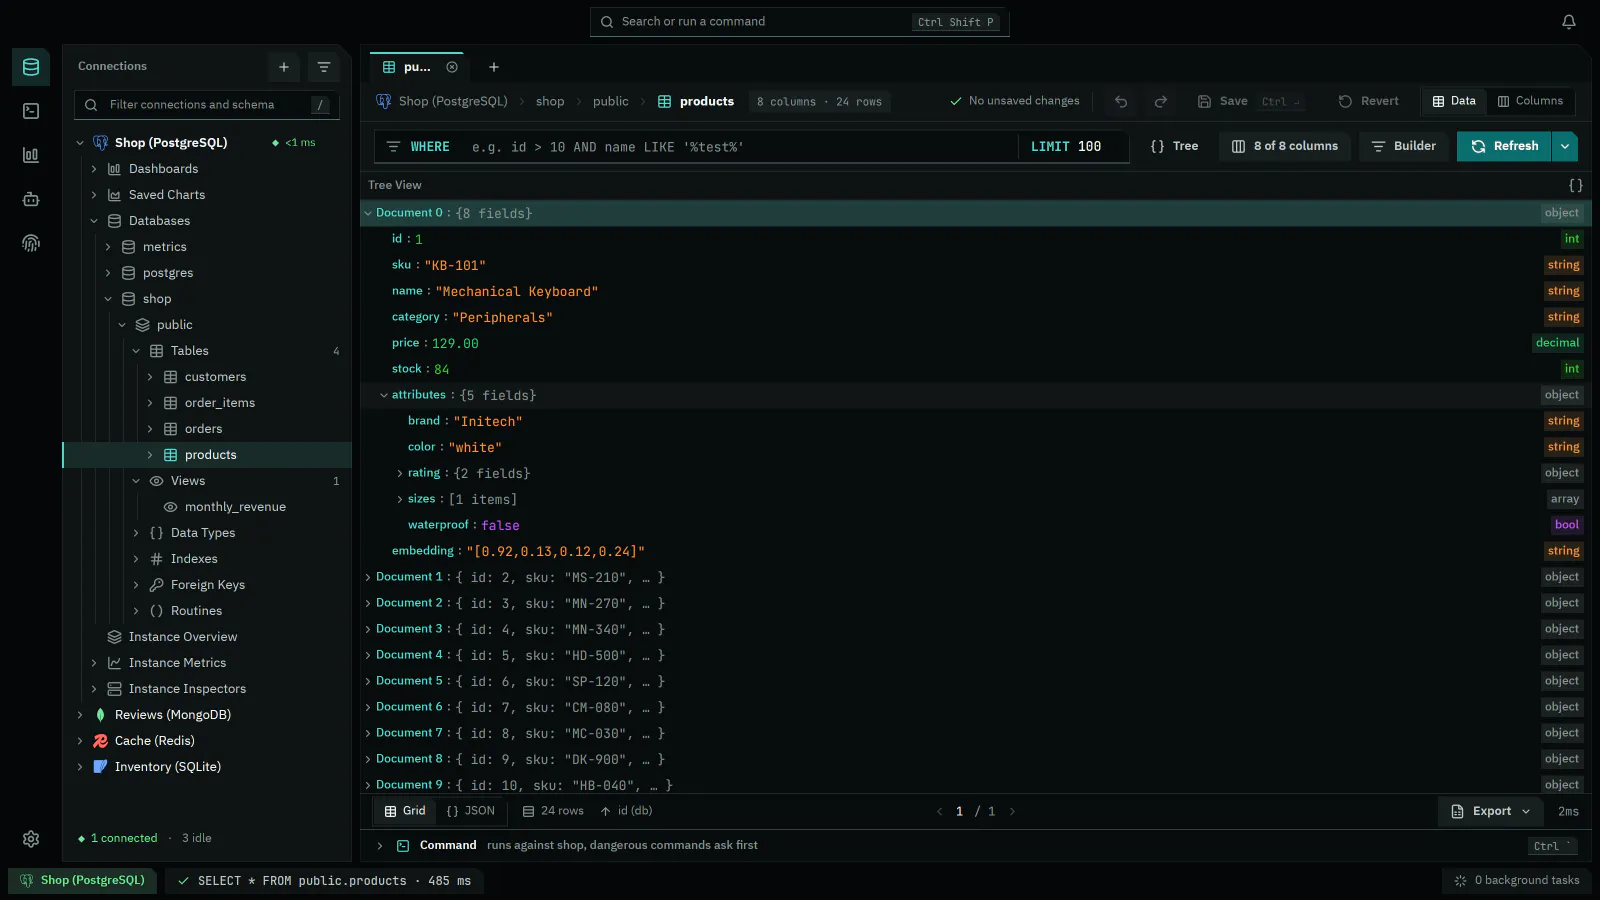 Search or run a command
Ctrl Shift P
Connections
Filter connections and schema
/
Shop (PostgreSQL)
<1 ms
Dashboards
Saved Charts
Databases
metrics
postgres
shop
public
Tables
4
customers
order_items
orders
products
Views
1
monthly_revenue
Data Types
Indexes
Foreign Keys
Routines
Instance Overview
Instance Metrics
Instance Inspectors
Reviews (MongoDB)
Cache (Redis)
Inventory (SQLite)
1 connected · 3 idle
pu...
Shop (PostgreSQL) > shop > public > products
8 columns · 24 rows
No unsaved changes
Save
Revert
Data
Columns
WHERE e.g. id > 10 AND name LIKE '%test%'
LIMIT 100
{} Tree
8 of 8 columns
Builder
Refresh
Tree View
{}
Document 0 : {8 fields} object
id : 1 int
sku : "KB-101" string
name : "Mechanical Keyboard" string
category : "Peripherals" string
price : 129.00 decimal
stock : 84 int
attributes : {5 fields} object
brand : "Initech" string
color : "white" string
rating : {2 fields} object
sizes : [1 items] array
waterproof : false bool
embedding : "[0.92,0.13,0.12,0.24]" string
Document 1 : { id: 2, sku: "MS-210", … } object
Document 2 : { id: 3, sku: "MN-270", … } object
Document 3 : { id: 4, sku: "MN-340", … } object
Document 4 : { id: 5, sku: "HD-500", … } object
Document 5 : { id: 6, sku: "SP-120", … } object
Document 6 : { id: 7, sku: "CM-080", … } object
Document 7 : { id: 8, sku: "MC-030", … } object
Document 8 : { id: 9, sku: "DK-900", … } object
Document 9 : { id: 10, sku: "HB-040", … } object
Grid
{} JSON
24 rows
id (db)
1 / 1
Export
2ms
Command runs against shop, dangerous commands ask first
Ctrl `
Shop (PostgreSQL)
SELECT * FROM public.products · 485 ms
0 background tasks